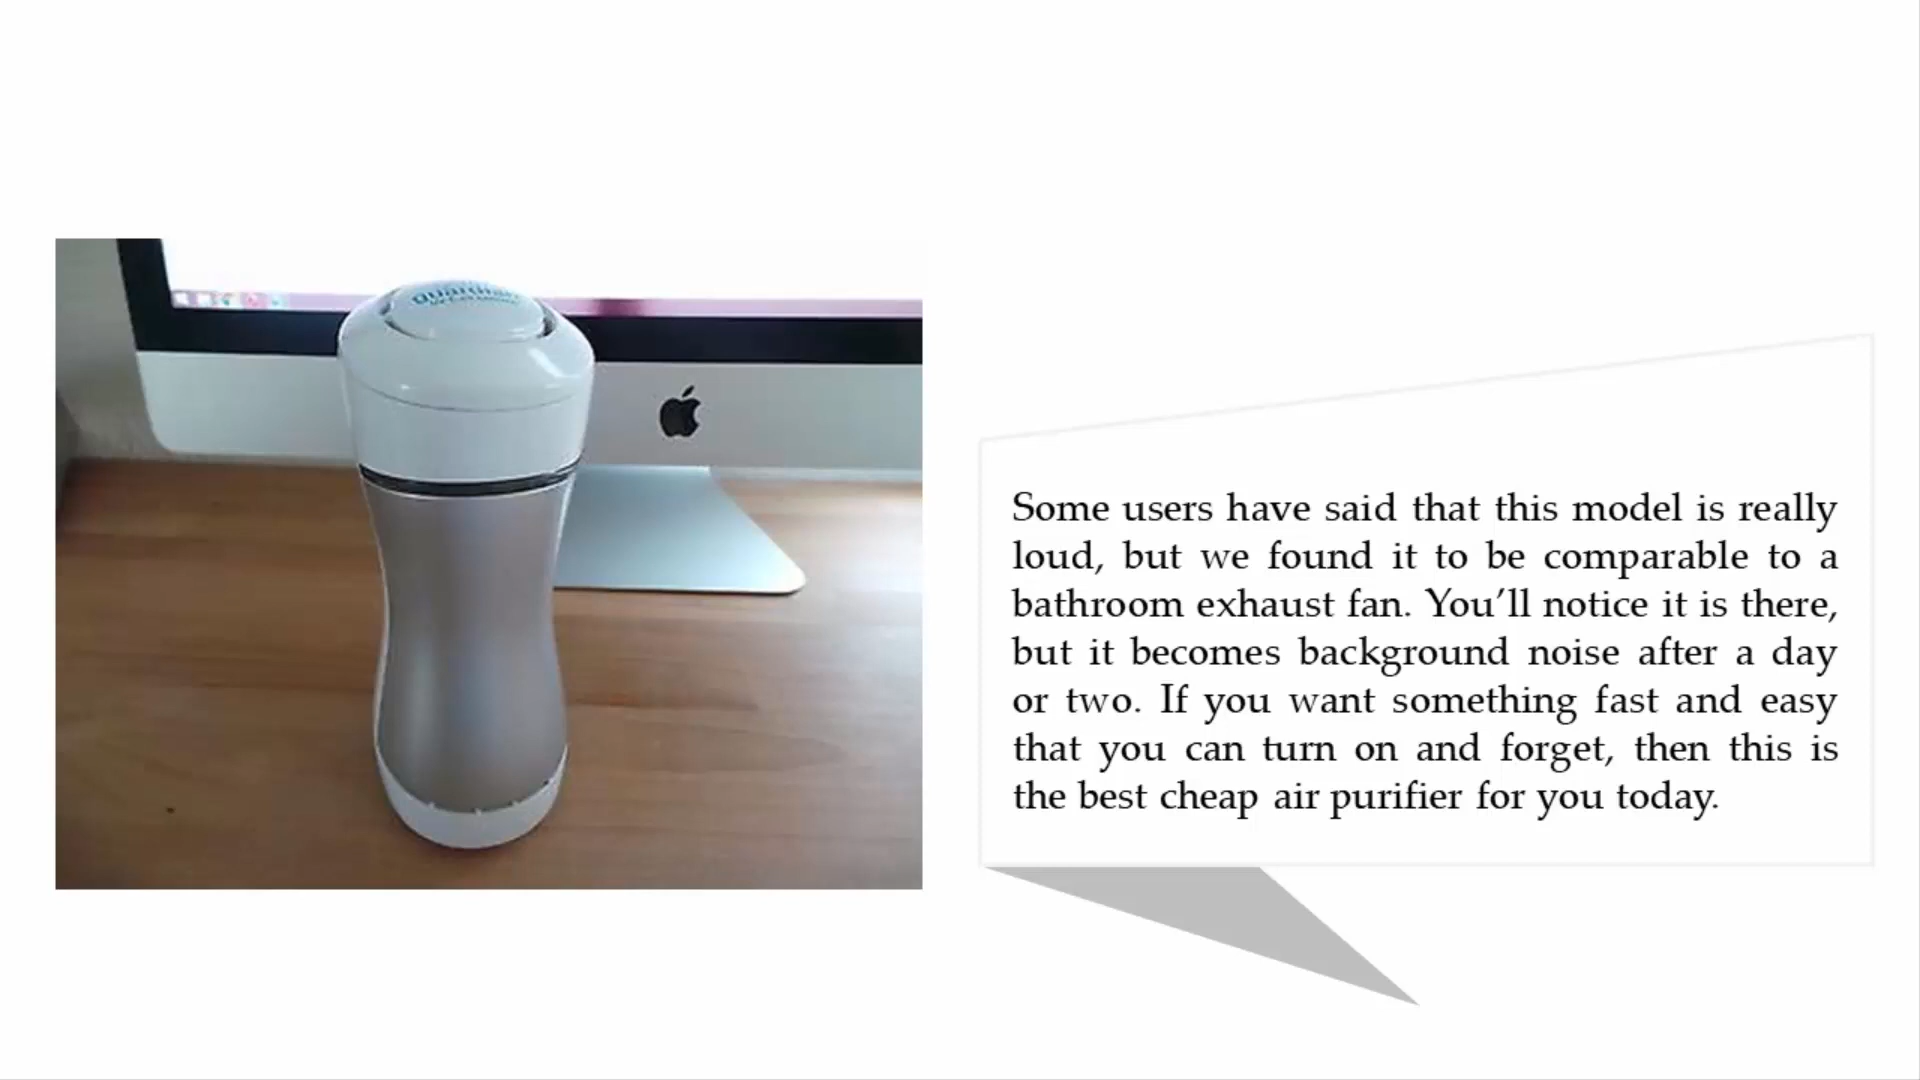 guardian
Some users have said that this model is really
loud, but we found it to be comparable to a
bathroom exhaust fan. You’ll notice it is there,
but it becomes background noise after a day
or two. If you want something fast and easy
that you can turn on and forget, then this is
the best cheap air purifier for you today.